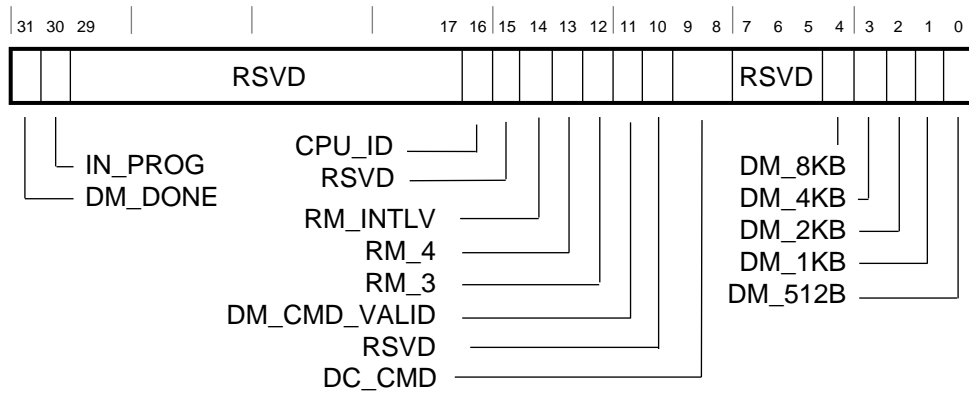 31 30 29 17 16 15 14 13 12 11 10 9 8 7 6 5 4 3 2 1 0
RSVD RSVD
CPU_ID
IN_PROG DM_8KB
RSVD
DM_DONE DM_4KB
RM_INTLV DM_2KB
RM_4 DM_1KB
RM_3 DM_512B
DM_CMD_VALID
RSVD
DC_CMD